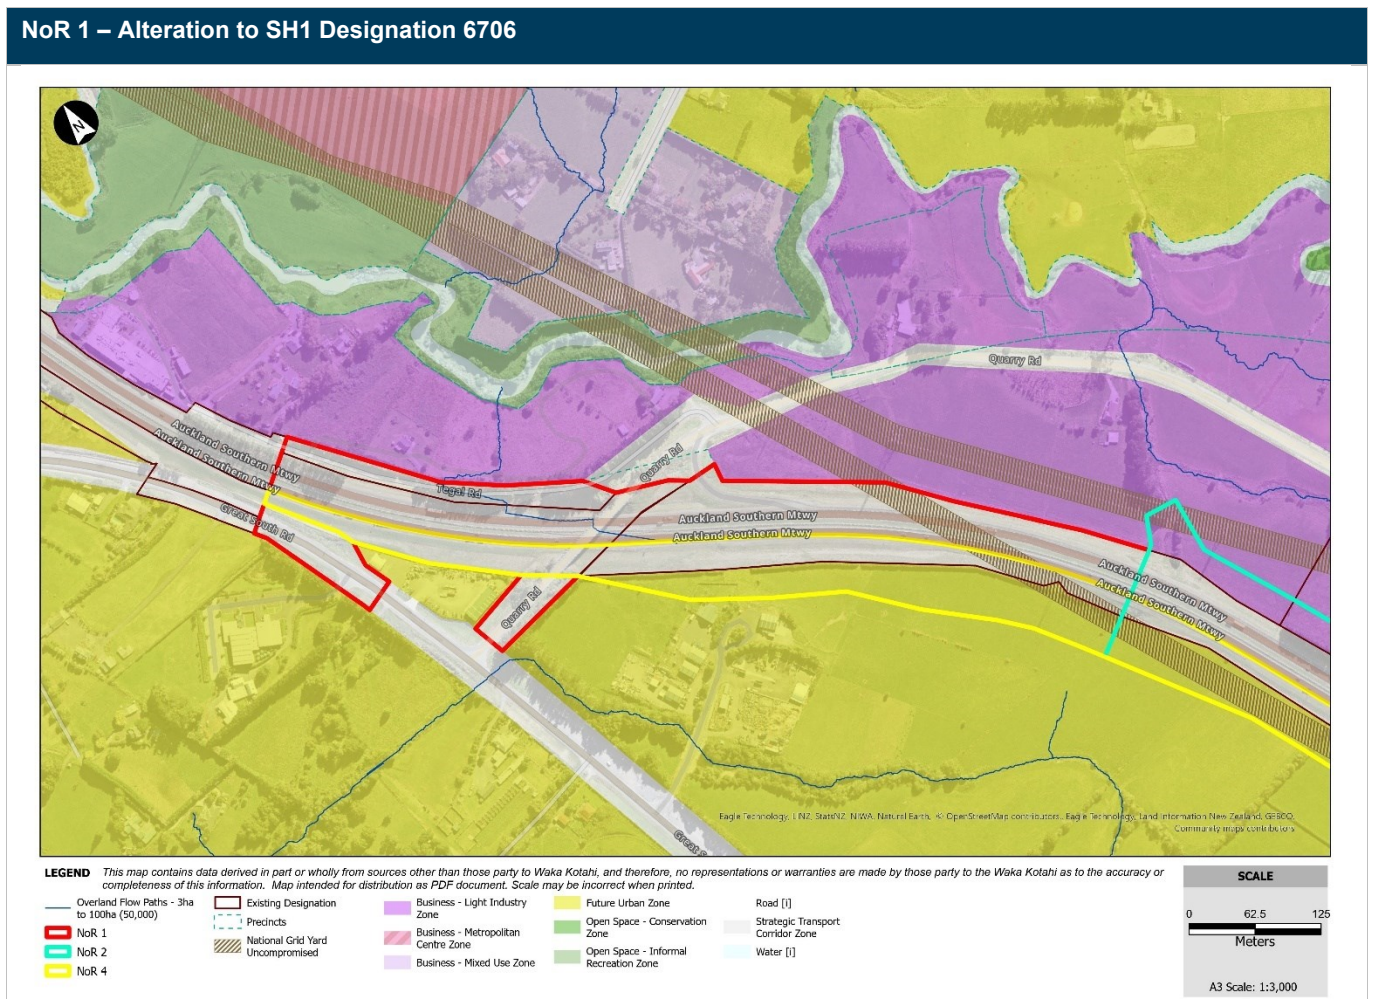 NoR 1 – Alteration to SH1 Designation 6706
N
Quarry Rd
Auckland Southern Mtwy
Auckland Southern Mtwy
Quarry Rd
Tegal Rd
Great South Rd
Auckland Southern Mtwy
Auckland Southern Mtwy
Auckland Southern Mtwy
Auckland Southern Mtwy
Quarry Rd
Great S
Eagle Technology, LINZ, StatsNZ, NIWA, Natural Earth, © OpenStreetMap contributors., Eagle Technology, Land Information New Zealand, GEBCO,
Community maps contributors
LEGEND This map contains data derived in part or wholly from sources other than those party to Waka Kotahi, and therefore, no representations or warranties are made by those party to the Waka Kotahi as to the accuracy or
completeness of this information. Map intended for distribution as PDF document. Scale may be incorrect when printed.
Overland Flow Paths - 3ha
to 100ha (50,000)
NoR 1
NoR 2
NoR 4
Existing Designation
Precincts
National Grid Yard
Uncompromised
Business - Light Industry
Zone
Business - Metropolitan
Centre Zone
Business - Mixed Use Zone
Future Urban Zone
Open Space - Conservation
Zone
Open Space - Informal
Recreation Zone
Road [i]
Strategic Transport
Corridor Zone
Water [i]
SCALE
0 62.5 125
Meters
A3 Scale: 1:3,000